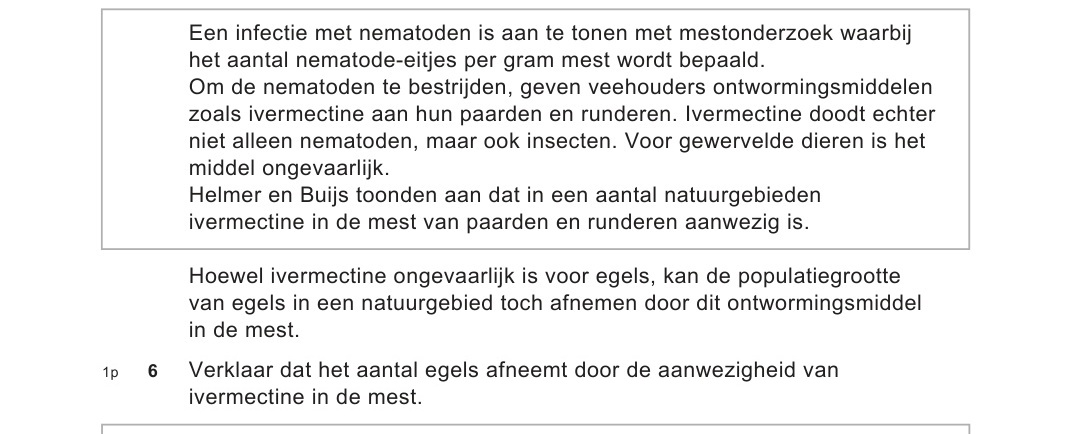 Een infectie met nematoden is aan te tonen met mestonderzoek waarbij
het aantal nematode-eitjes per gram mest wordt bepaald.
Om de nematoden te bestrijden, geven veehouders ontwormingsmiddelen
zoals ivermectine aan hun paarden en runderen. Ivermectine doodt echter
niet alleen nematoden, maar ook insecten. Voor gewervelde dieren is het
middel ongevaarlijk.
Helmer en Buijs toonden aan dat in een aantal natuurgebieden
ivermectine in de mest van paarden en runderen aanwezig is.
Hoewel ivermectine ongevaarlijk is voor egels, kan de populatiegrootte
van egels in een natuurgebied toch afnemen door dit ontwormingsmiddel
in de mest.
1p 6 Verklaar dat het aantal egels afneemt door de aanwezigheid van
ivermectine in de mest.